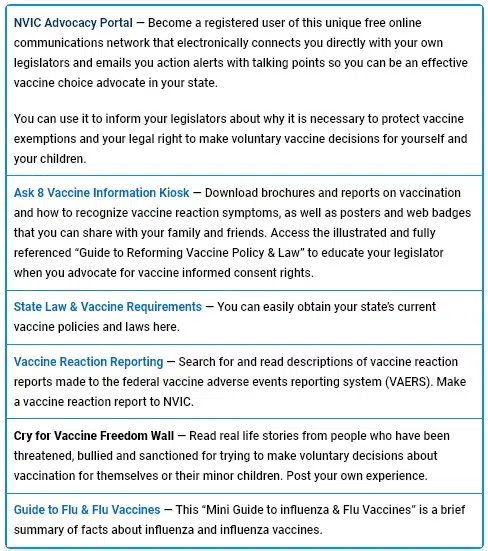 NVIC Advocacy Portal — Become a registered user of this unique free online
communications network that electronically connects you directly with your own
legislators and emails you action alerts with talking points so you can be an effective
vaccine choice advocate in your state.
You can use it to inform your legislators about why it is necessary to protect vaccine
exemptions and your legal right to make voluntary vaccine decisions for yourself and
your children.
Ask 8 Vaccine Information Kiosk — Download brochures and reports on vaccination
and how to recognize vaccine reaction symptoms, as well as posters and web badges
that you can share with your family and friends. Access the illustrated and fully
referenced “Guide to Reforming Vaccine Policy & Law” to educate your legislator
when you advocate for vaccine informed consent rights.
State Law & Vaccine Requirements — You can easily obtain your state's current
vaccine policies and laws here.
Vaccine Reaction Reporting — Search for and read descriptions of vaccine reaction
reports made to the federal vaccine adverse events reporting system (VAERS). Make
a vaccine reaction report to NVIC.
Cry for Vaccine Freedom Wall — Read real life stories from people who have been
threatened, bullied and sanctioned for trying to make voluntary decisions about
vaccination for themselves or their minor children. Post your own experience.
Guide to Flu & Flu Vaccines — This “Mini Guide to influenza & Flu Vaccines” is a brief
summary of facts about influenza and influenza vaccines.